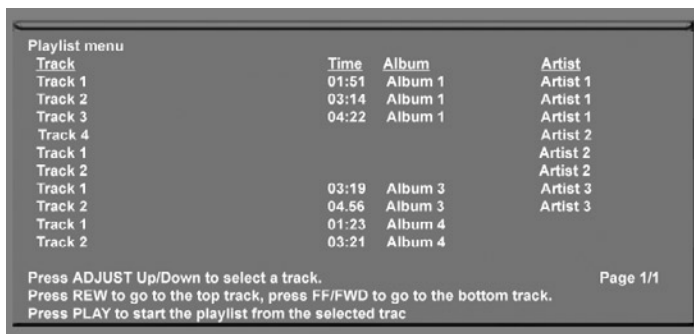 Playlist menu
Track Time Album Artist
Track 1 01:51 Album 1 Artist 1
Track 2 03:14 Album 1 Artist 1
Track 3 04:22 Album 1 Artist 1
Track 4 Artist 2
Track 1 Artist 2
Track 2 Artist 2
Track 1 03:19 Album 3 Artist 3
Track 2 04.56 Album 3 Artist 3
Track 1 01:23 Album 4
Track 2 03:21 Album 4
Press ADJUST Up/Down to select a track. Page 1/1
Press REW to go to the top track, press FF/FWD to go to the bottom track.
Press PLAY to start the playlist from the selected trac